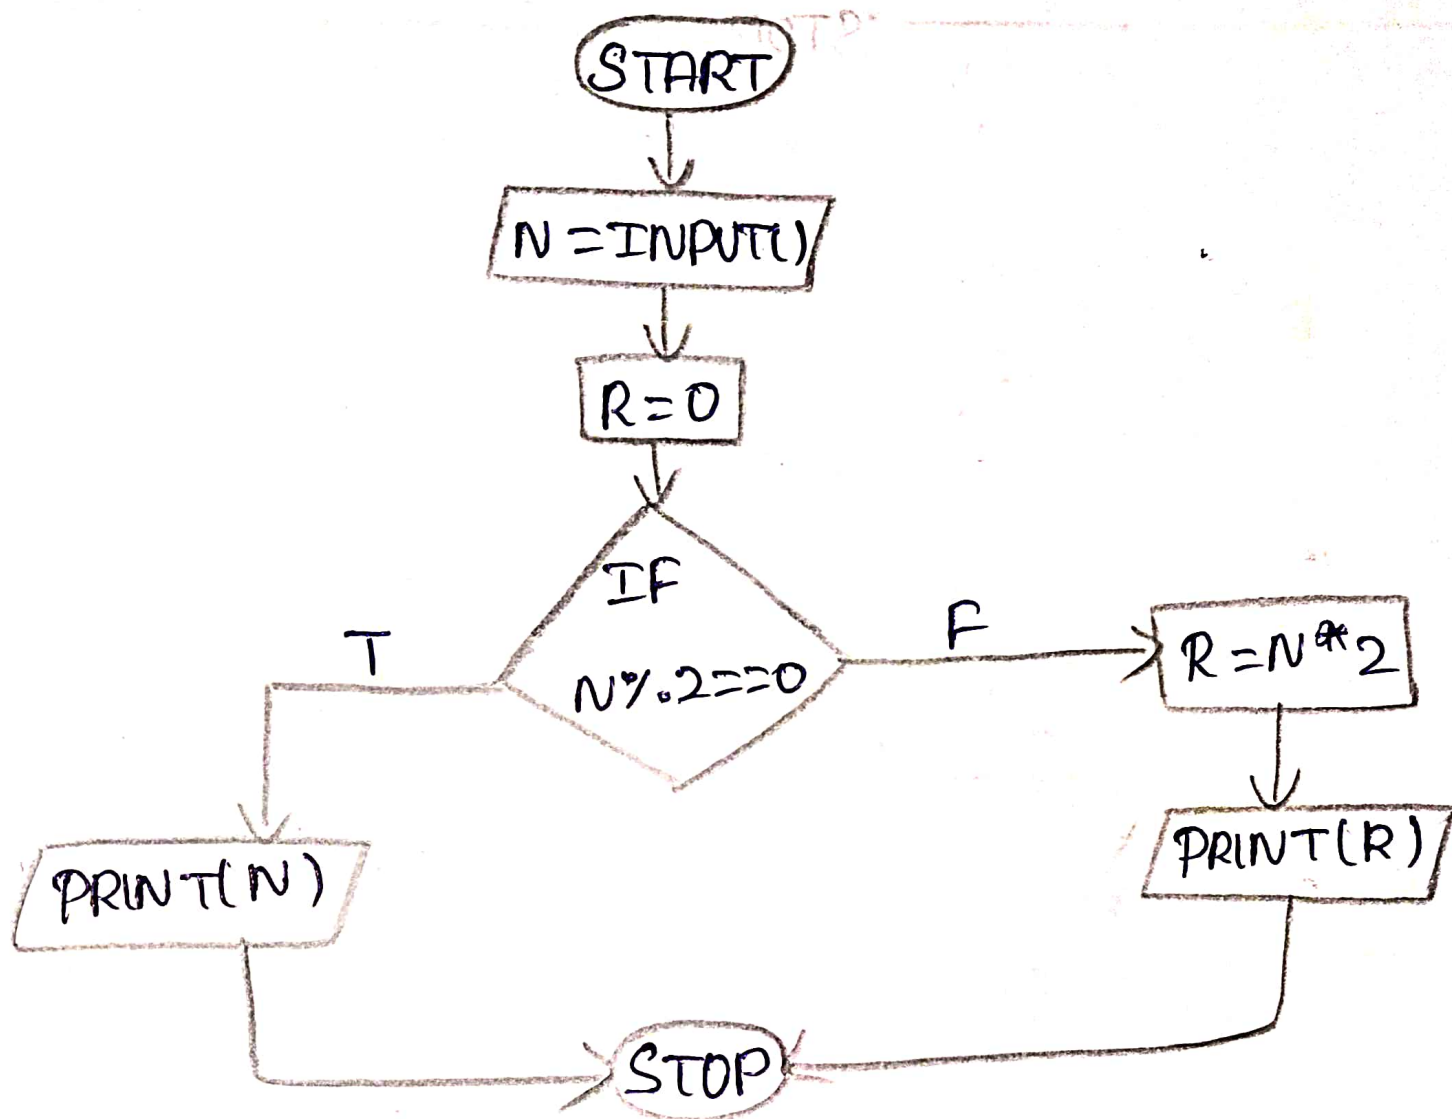 START
N=INPUT()
R=0
IF
N%2==0
T
F
R=N*2
PRINT(N)
PRINT(R)
STOP